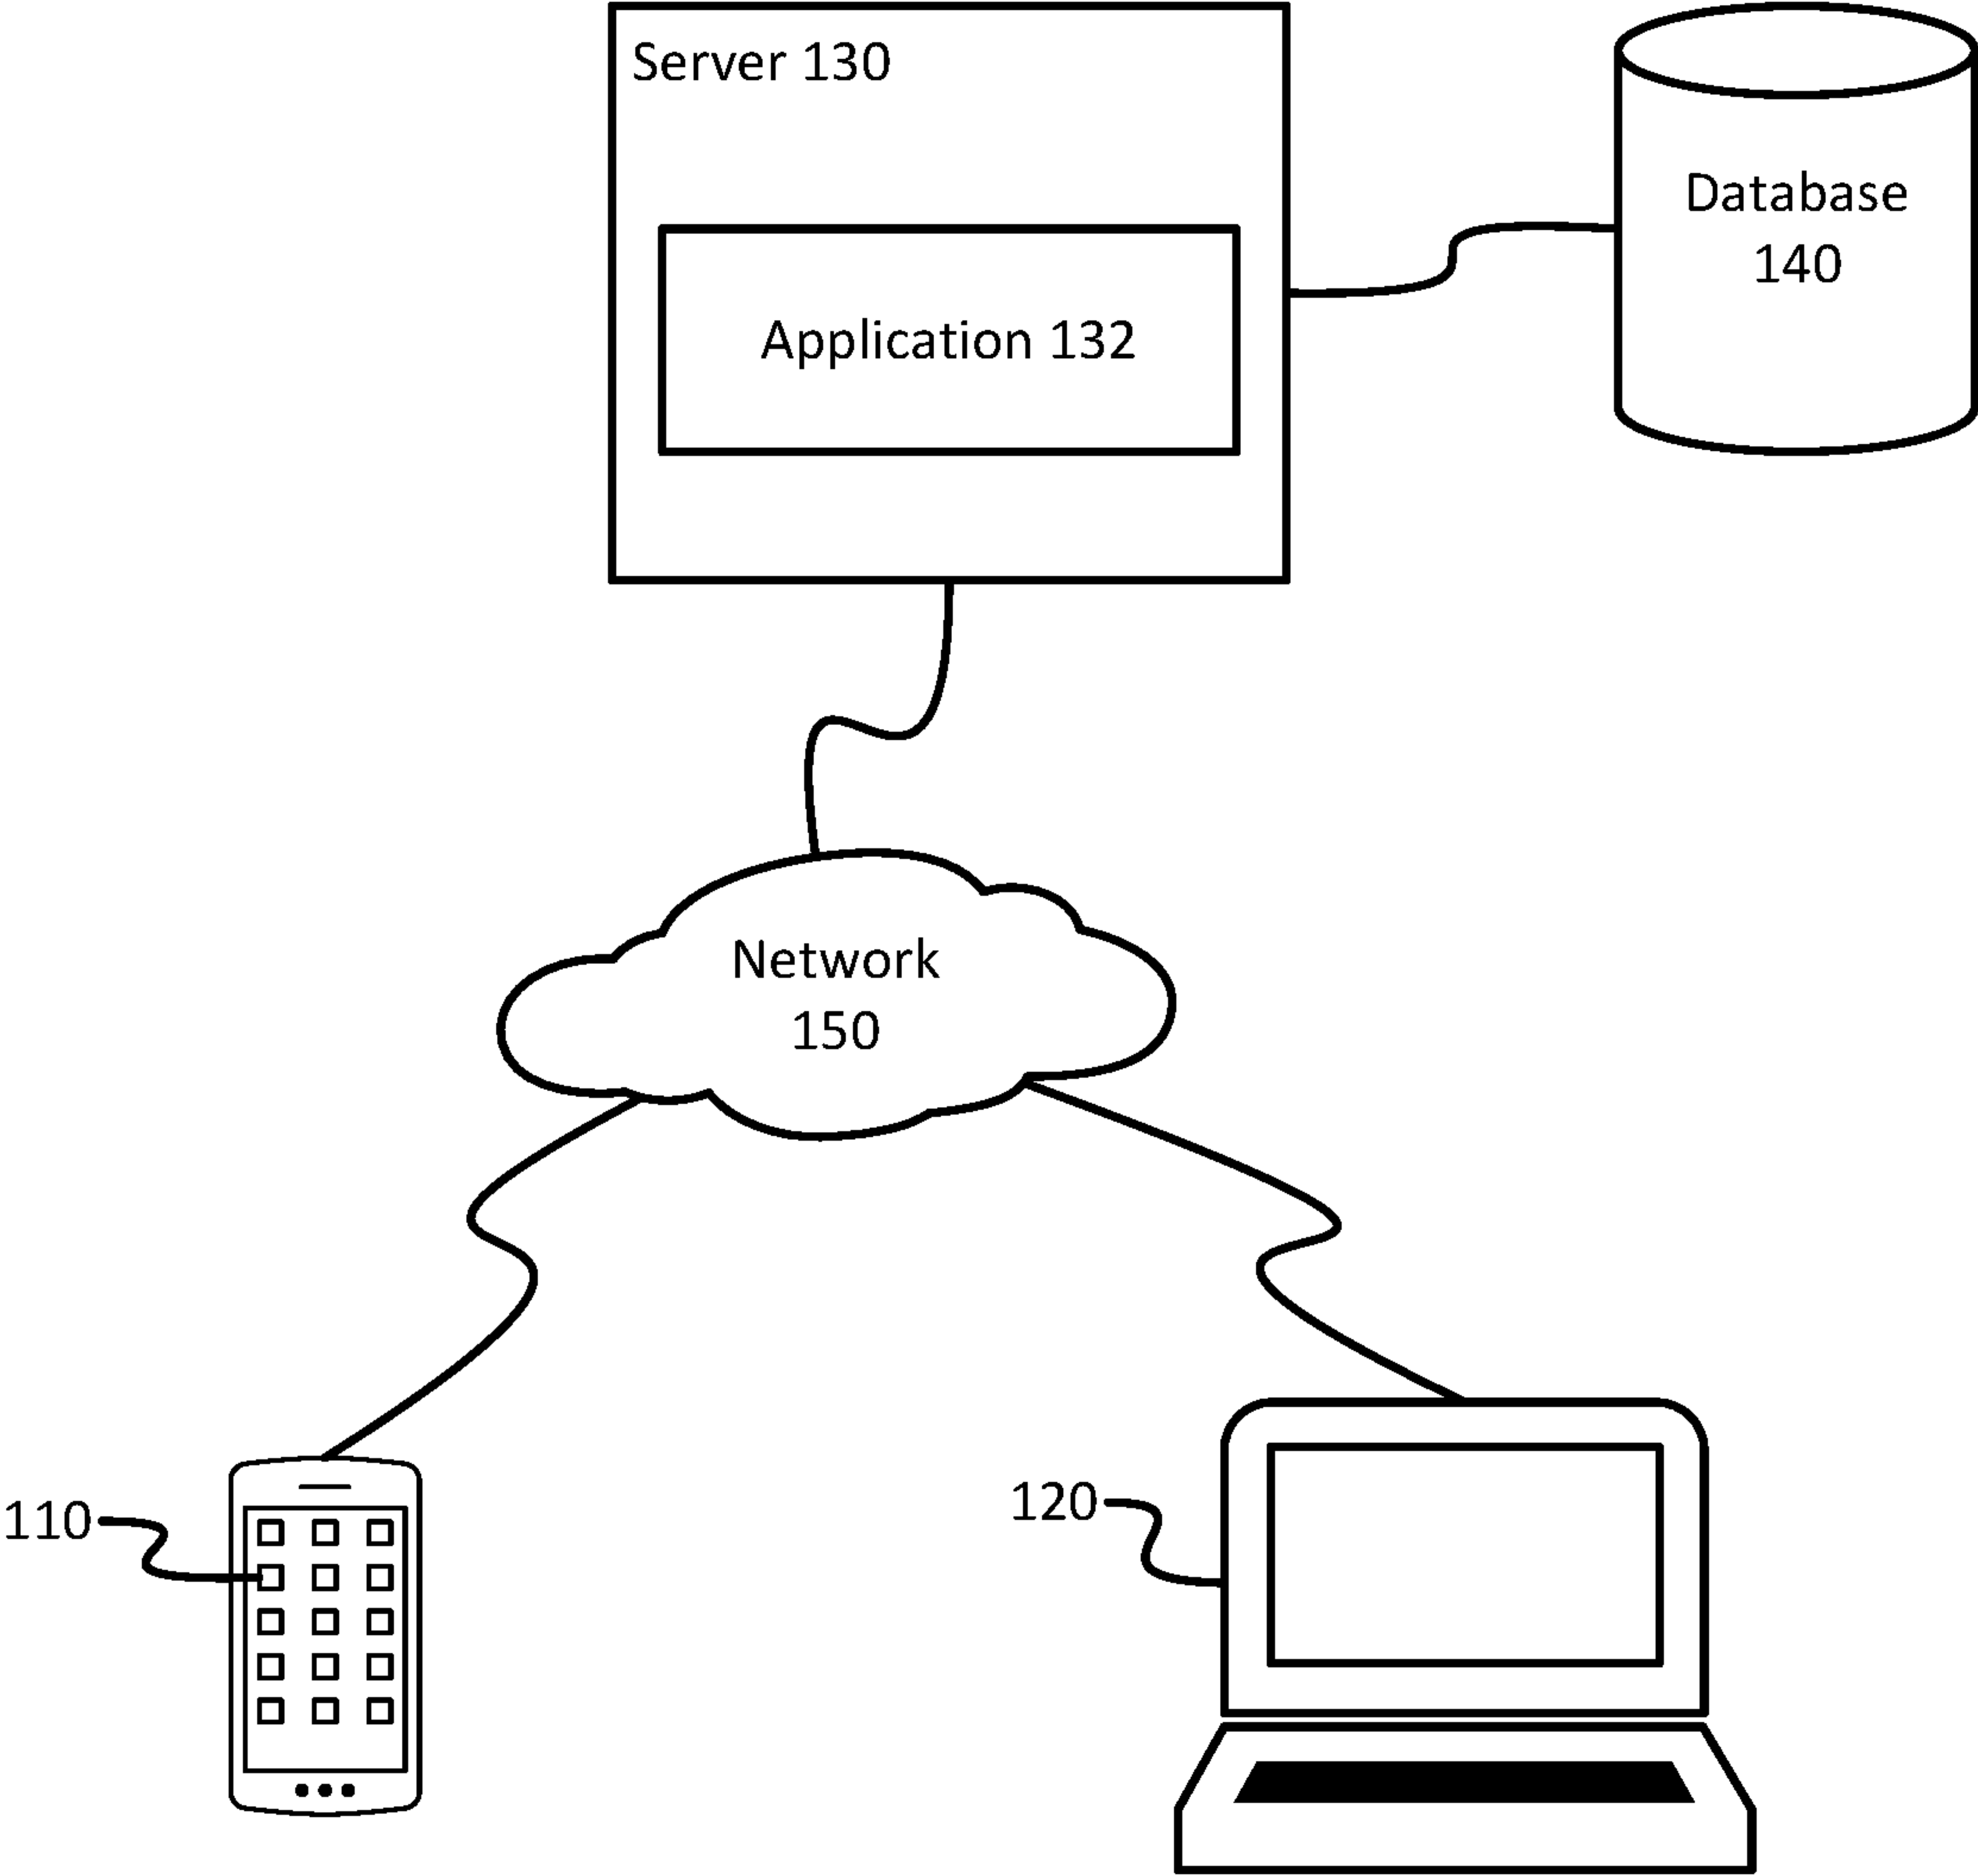 Server 130
Database
140
Application 132
Network
150
110
120